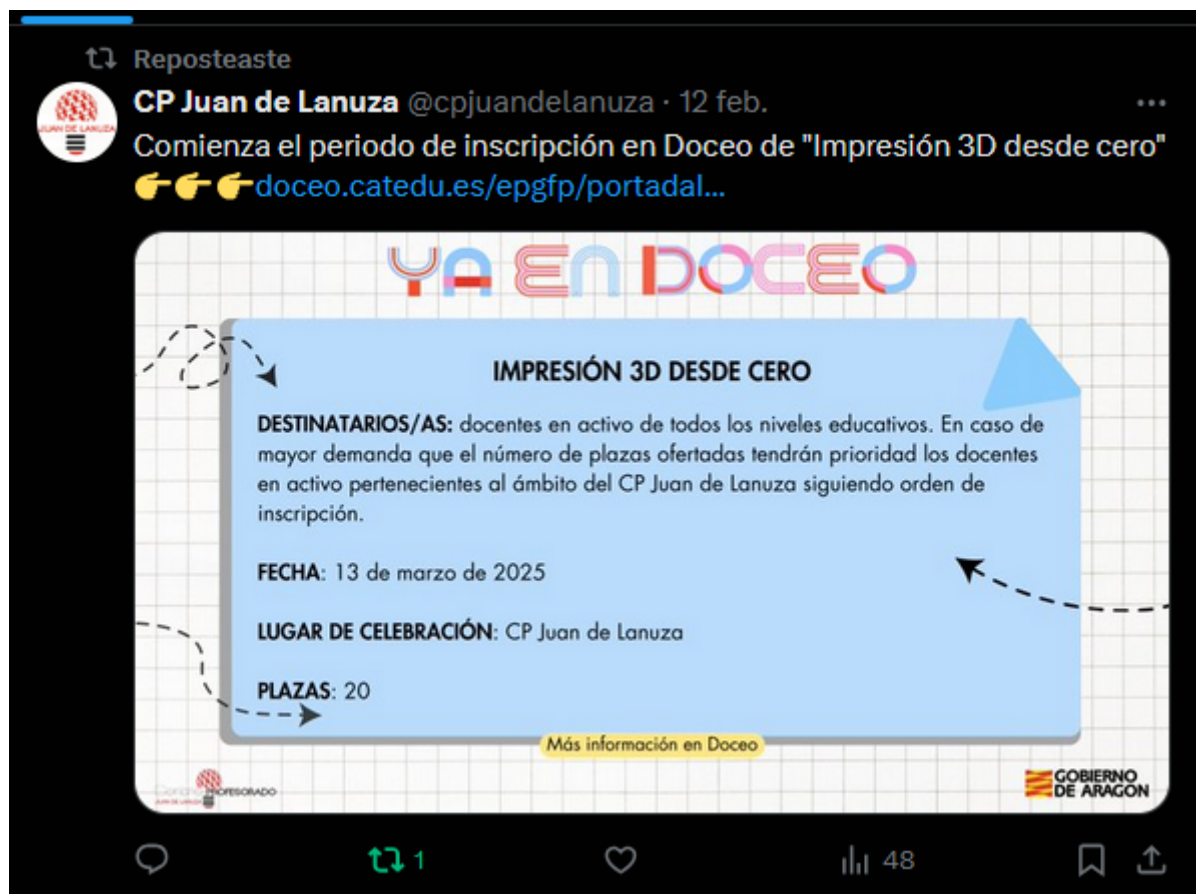 Reposteaste
CP Juan de Lanuza @cpjuandelanuza · 12 feb.
JUAN DE LANUZA
Comienza el periodo de inscripción en Doceo de "Impresión 3D desde cero"
👉👉👉doceo.catedu.es/epgfp/portadal...
YA EN DOCEO
IMPRESIÓN 3D DESDE CERO
DESTINATARIOS/AS: docentes en activo de todos los niveles educativos. En caso de
mayor demanda que el número de plazas ofertadas tendrán prioridad los docentes
en activo pertenecientes al ámbito del CP Juan de Lanuza siguiendo orden de
inscripción.
FECHA: 13 de marzo de 2025
LUGAR DE CELEBRACIÓN: CP Juan de Lanuza
PLAZAS: 20
Más información en Doceo
PROFESORADO
JUAN DE LANUZA
GOBIERNO
DE ARAGON
1
48